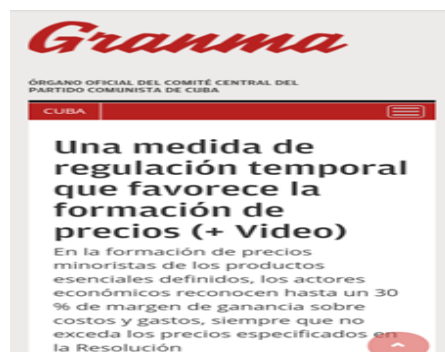 Granma
ÓRGANO OFICIAL DEL COMITÉ CENTRAL DEL
PARTIDO COMUNISTA DE CUBA
CUBA
Una medida de
regulación temporal
que favorece la
formación de
precios (+ Video)
En la formación de precios
minoristas de los productos
esenciales definidos, los actores
económicos reconocen hasta un 30
% de margen de ganancia sobre
costos y gastos, siempre que no
exceda los precios especificados en
la Resolución